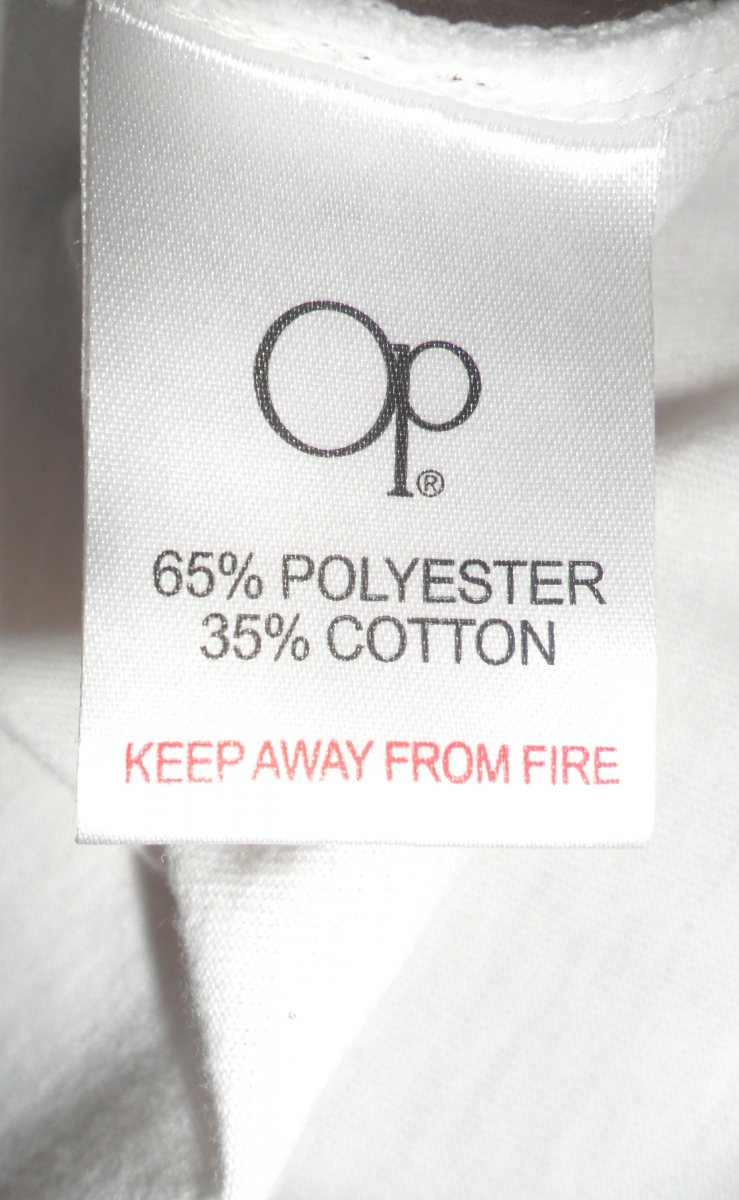 Op®
65% POLYESTER
35% COTTON
KEEP AWAY FROM FIRE